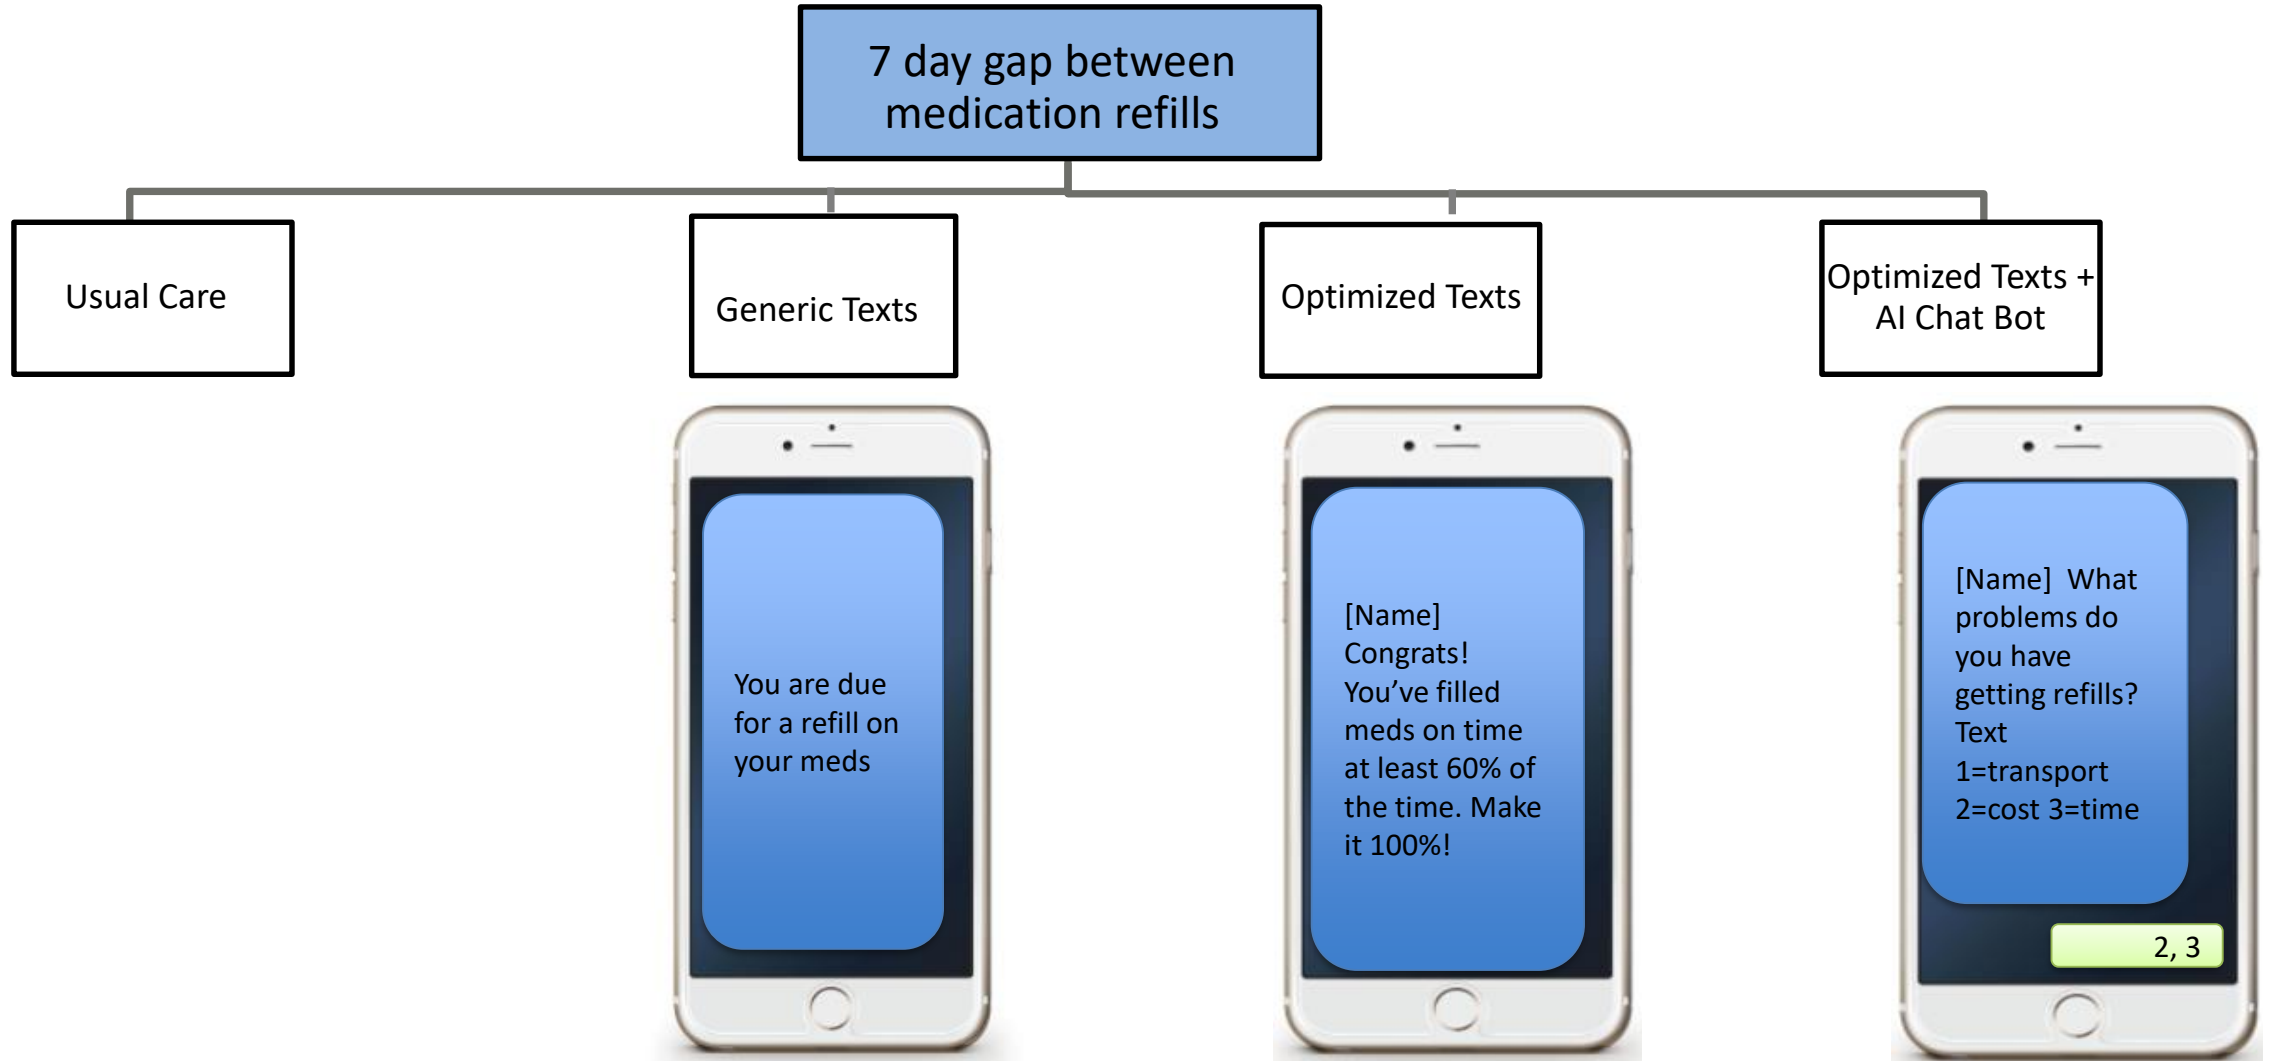 7 day gap between
medication refills
Usual Care
Generic Texts
Optimized Texts
Optimized Texts +
AI Chat Bot
You are due
for a refill on
your meds
[Name]
Congrats!
You’ve filled
meds on time
at least 60% of
the time. Make
it 100%!
[Name]  What
problems do
you have
getting refills?
Text
1=transport
2=cost 3=time
2, 3